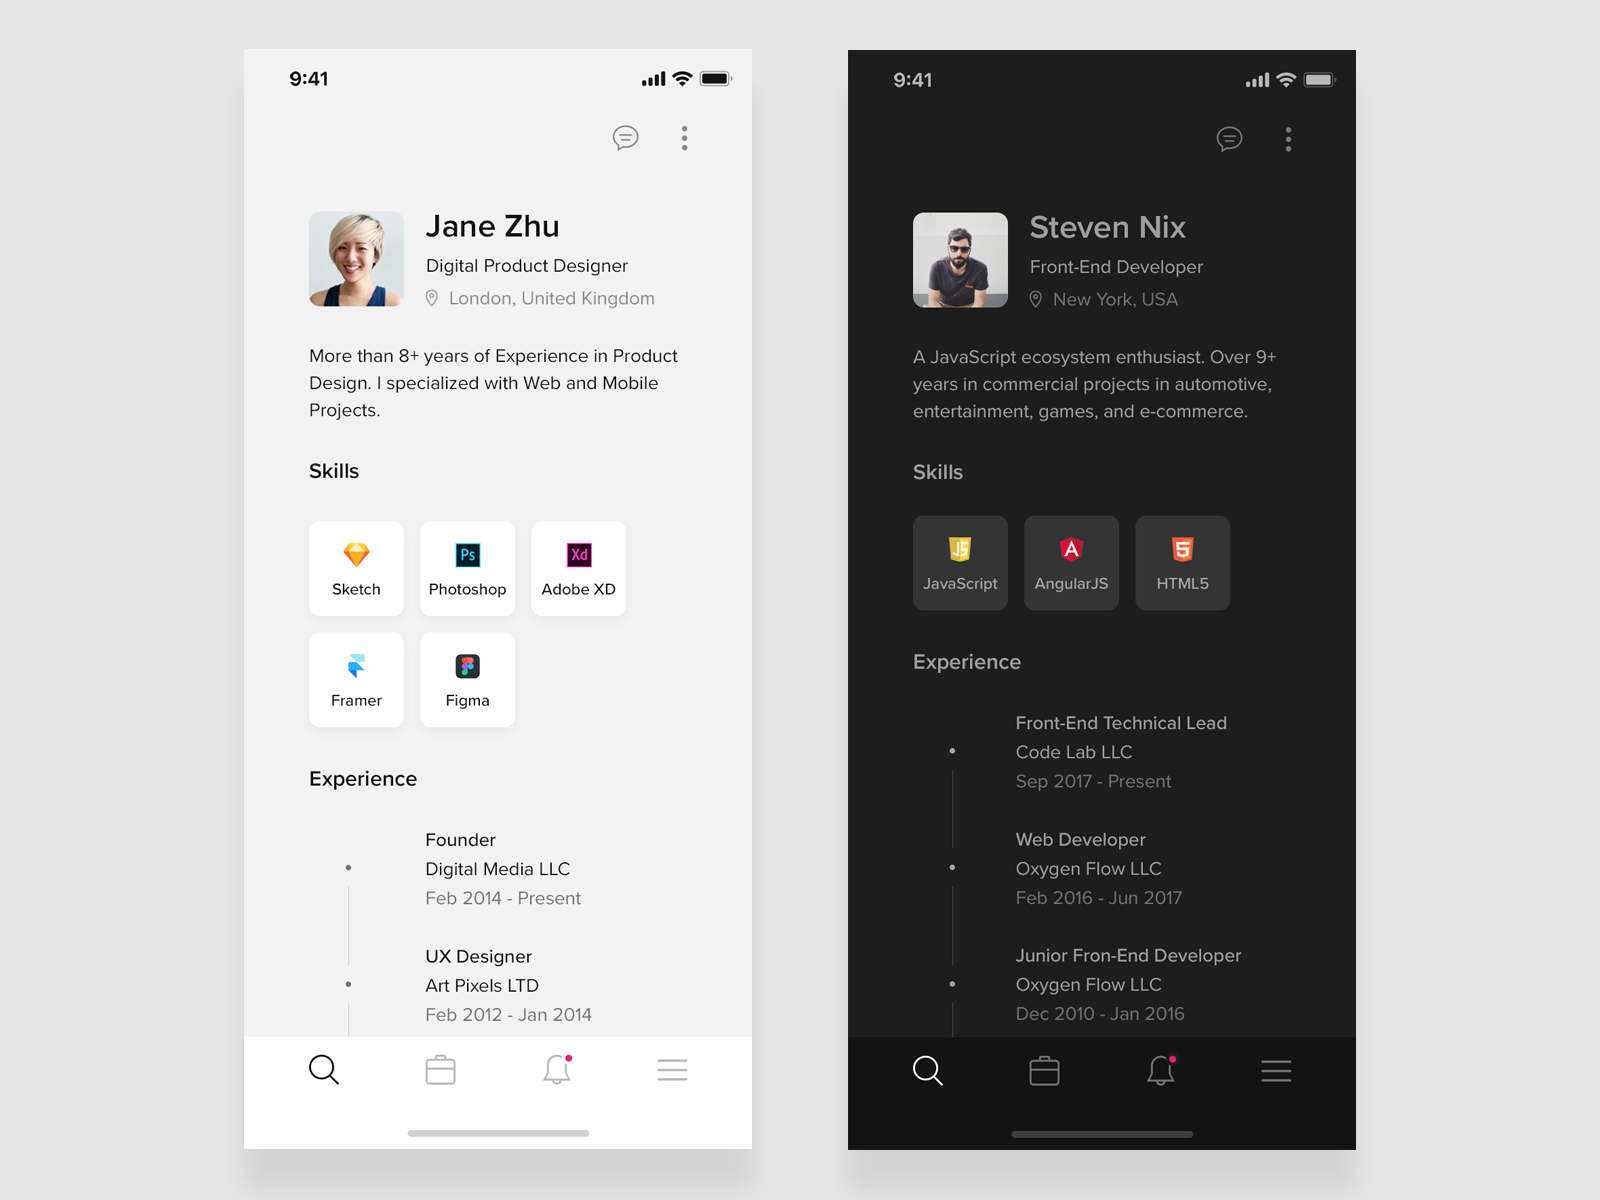 9:41
Jane Zhu
Digital Product Designer
London, United Kingdom
More than 8+ years of Experience in Product
Design. I specialized with Web and Mobile
Projects.
Skills
Ps
Xd
Sketch
Photoshop
Adobe XD
Framer
Figma
Experience
Founder
Digital Media LLC
Feb 2014 - Present
UX Designer
Art Pixels LTD
Feb 2012 - Jan 2014
9:41
Steven Nix
Front-End Developer
New York, USA
A JavaScript ecosystem enthusiast. Over 9+
years in commercial projects in automotive,
entertainment, games, and e-commerce.
Skills
JS
A
5
JavaScript
AngularJS
HTML5
Experience
Front-End Technical Lead
Code Lab LLC
Sep 2017 - Present
Web Developer
Oxygen Flow LLC
Feb 2016 - Jun 2017
Junior Fron-End Developer
Oxygen Flow LLC
Dec 2010 - Jan 2016